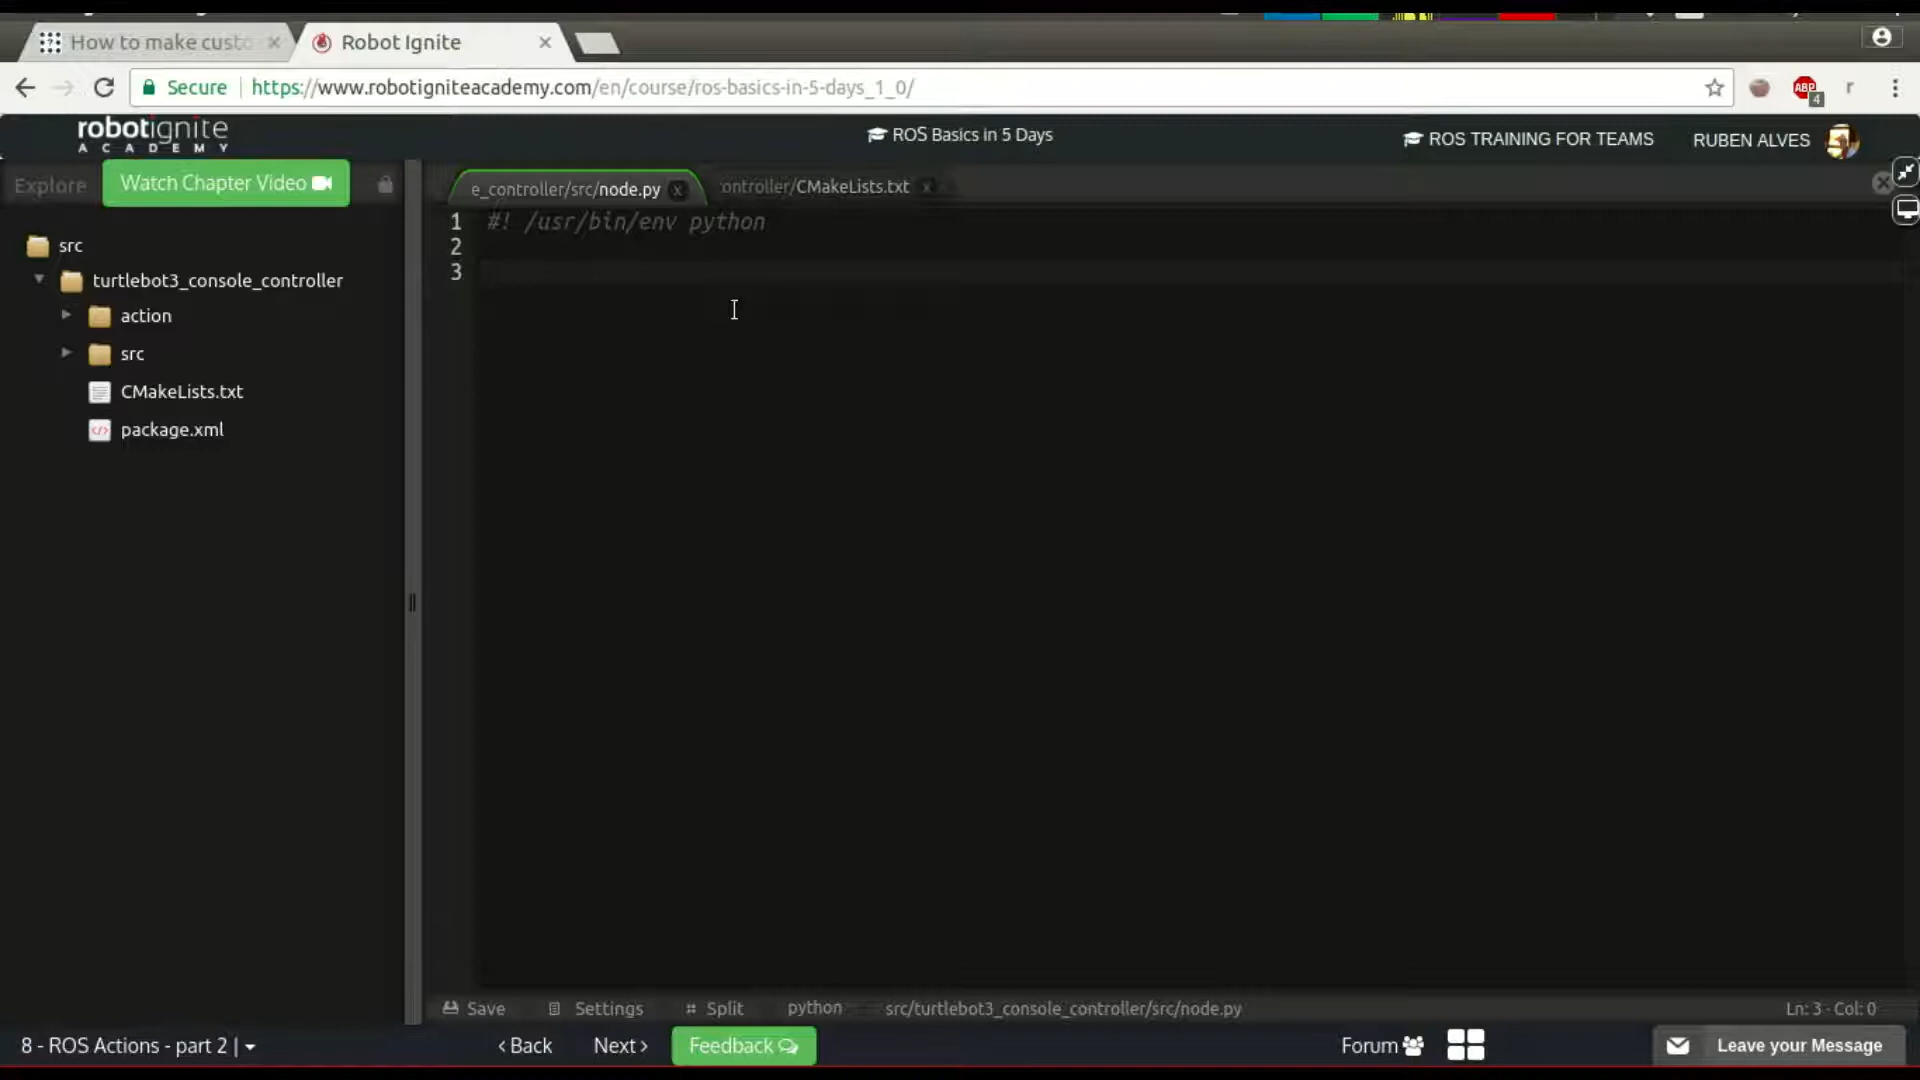 How to make custo
Robot Ignite
Secure https://www.robotigniteacademy.com/en/course/ros-basics-in-5-days_1_0/
ABP
4
r
robotignite
ACADEMY
ROS Basics in 5 Days
ROS TRAINING FOR TEAMS
RUBEN ALVES
Explore
Watch Chapter Video
e_controller/src/node.py x
ontroller/CMakeLists.txt x
1 #! /usr/bin/env python
2
3
src
turtlebot3_console_controller
action
src
CMakeLists.txt
package.xml
Save
Settings
Split
python
src/turtlebot3_console_controller/src/node.py
Ln: 3 - Col: 0
8 - ROS Actions - part 2 |
‹ Back
Next ›
Feedback
Forum
Leave your Message